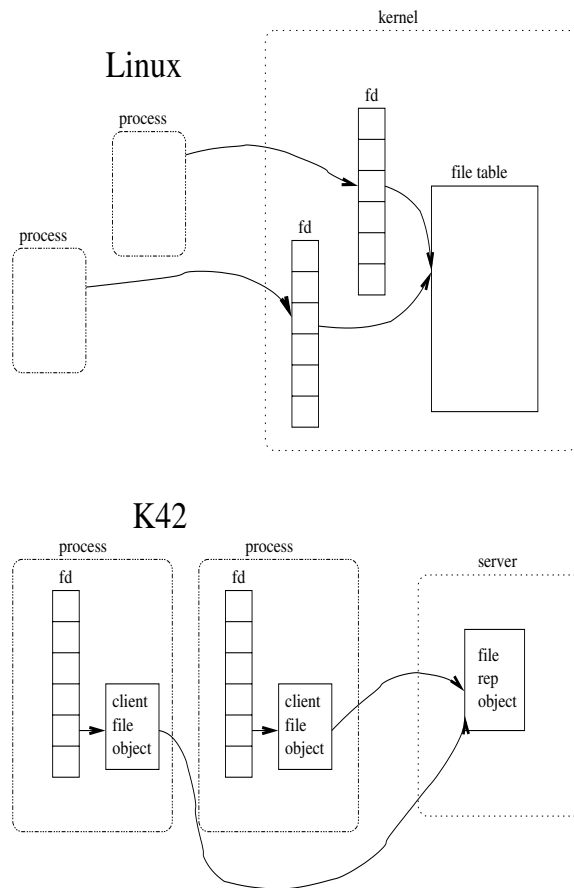 kernel
Linux
fd
process
file table
process
fd
K42
process
process
server
fd
fd
file
rep
object
client
file
object
client
file
object